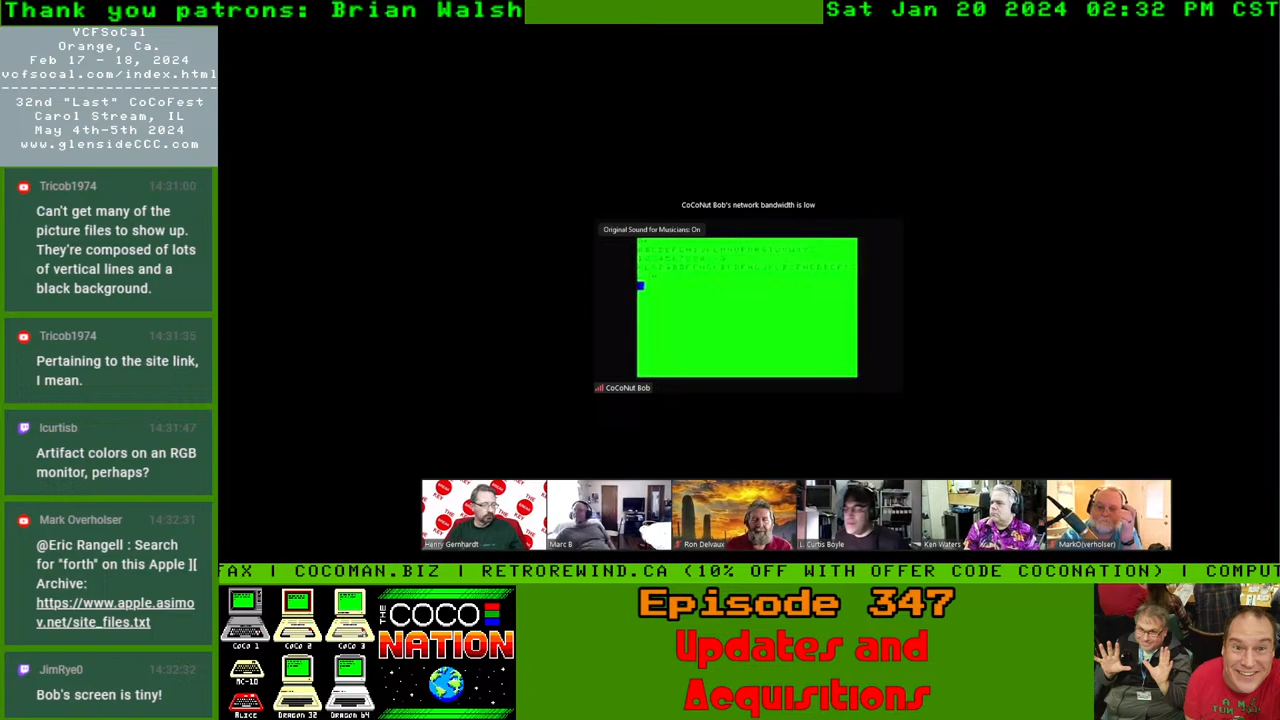 Thank you patrons: Brian Walsh
Sat Jan 20 2024 02:32 PM CST
VCFSoCal
Orange, Ca.
Feb 17 - 18, 2024
vcfsocal.com/index.html
32nd "Last" CoCoFest
Carol Stream, IL
May 4th-5th 2024
www.glensideCCC.com
Tricob1974 14:31:00
Can't get many of the
picture files to show up.
They're composed of lots
of vertical lines and a
black background.
Tricob1974 14:31:35
Pertaining to the site link,
I mean.
lcurtisb 14:31:47
Artifact colors on an RGB
monitor, perhaps?
Mark Overholser 14:32:31
@Eric Rangell : Search
for "forth" on this Apple ][
Archive:
https://www.apple.asimo
v.net/site_files.txt
JimRye0 14:32:32
Bob's screen is tiny!
CoCoNut Bob's network bandwidth is low
Original Sound for Musicians: On
CoCoNut Bob
THE
KEY
Henry Gernhardt
Marc B
Ron Delvaux
L. Curtis Boyle
Ken Waters
MarkO(verholser)
FAX | COCOMAN.BIZ | RETROREWIND.CA (10% OFF WITH OFFER CODE COCONATION) | COMPUT
CoCo 1
CoCo 2
CoCo 3
MC-10
Alice
Dragon 32
Dragon 64
THE
COCO
NATION
Episode 347
Updates and
Acquisitions